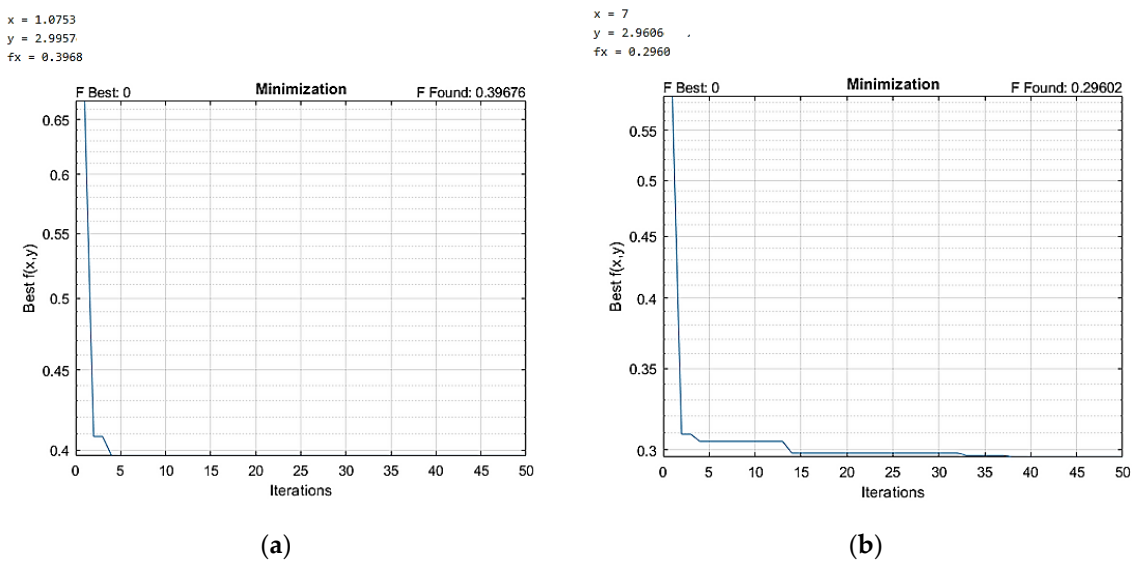 x = 1.0753
y = 2.9957
fx = 0.3968
F Best: 0 Minimization F Found: 0.39676
0.65
0.6
0.55
0.5
0.45
0.4
Best f(x,y)
0 5 10 15 20 25 30 35 40 45 50
Iterations
(a)
x = 7
y = 2.9606
fx = 0.2960
F Best: 0 Minimization F Found: 0.29602
0.55
0.5
0.45
0.4
0.35
0.3
Best f(x,y)
0 5 10 15 20 25 30 35 40 45 50
Iterations
(b)